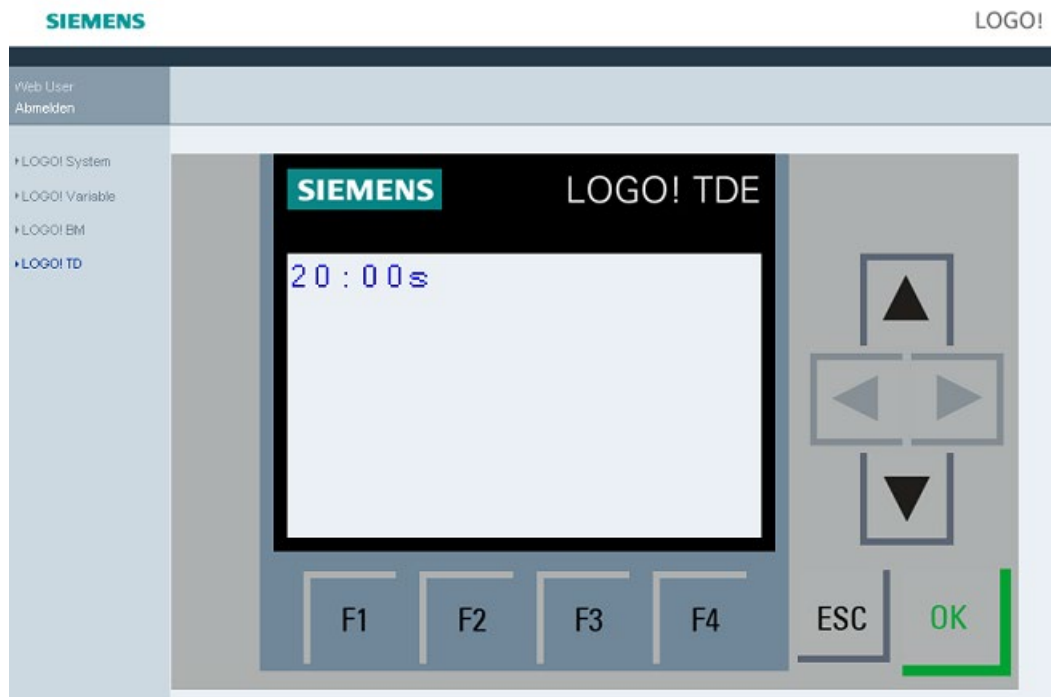 SIEMENS
LOGO!
Web User
Abmelden
LOGO! System
LOGO! Variable
LOGO! BM
LOGO! TD
SIEMENS LOGO! TDE
20:00s
F1 F2 F3 F4 ESC OK